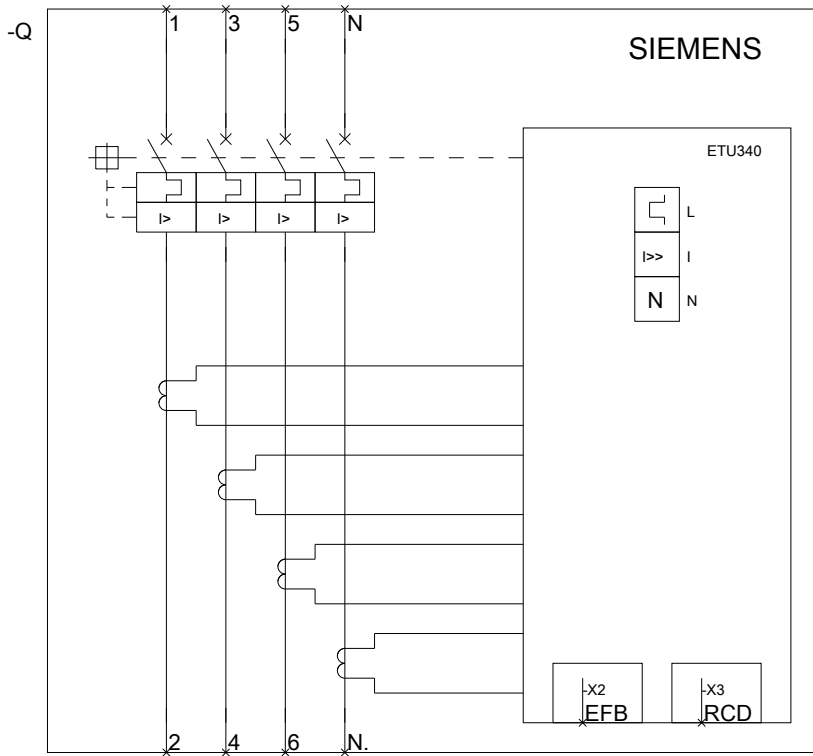 -Q
1 3 5 N
SIEMENS
ETU340
I> I> I> I>
L
I>> I
N N
-X2 -X3
EFB RCD
2 4 6 N.